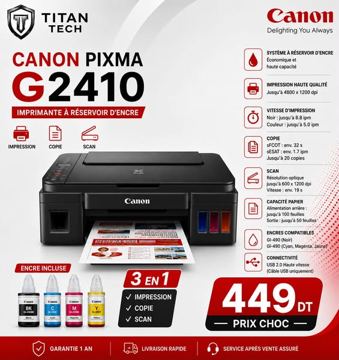 TITAN
TECH
Canon
Delighting You Always
CANON PIXMA
G2410
IMPRIMANTE À RÉSERVOIR D'ENCRE
IMPRESSION
COPIE
SCAN
SYSTÈME À RÉSERVOIR D'ENCRE
Économique et
haute capacité
IMPRESSION HAUTE QUALITÉ
Jusqu'à 4800 x 1200 dpi
VITESSE D'IMPRESSION
Noir : jusqu'à 8.8 ipm
Couleur : jusqu'à 5.0 ipm
COPIE
sFCOT : env. 32 s
sESAT : env. 1.7 ipm
Jusqu'à 20 copies
SCAN
Résolution optique
jusqu'à 600 x 1200 dpi
Vitesse : env. 19 s
CAPACITÉ PAPIER
Alimentation arrière :
jusqu'à 100 feuilles
Sortie : jusqu'à 50 feuilles
ENCRES COMPATIBLES
GI-490 (Noir)
GI-490 (Cyan, Magenta, Jaune)
CONNECTIVITÉ
USB 2.0 Haute vitesse
(Câble USB uniquement)
Canon
ENCRE INCLUSE
Canon
BK
Canon
C
Canon
M
Canon
Y
3 EN 1
IMPRESSION
COPIE
SCAN
449 DT
PRIX CHOC
GARANTIE 1 AN
LIVRAISON RAPIDE
SERVICE APRÈS VENTE ASSURÉ